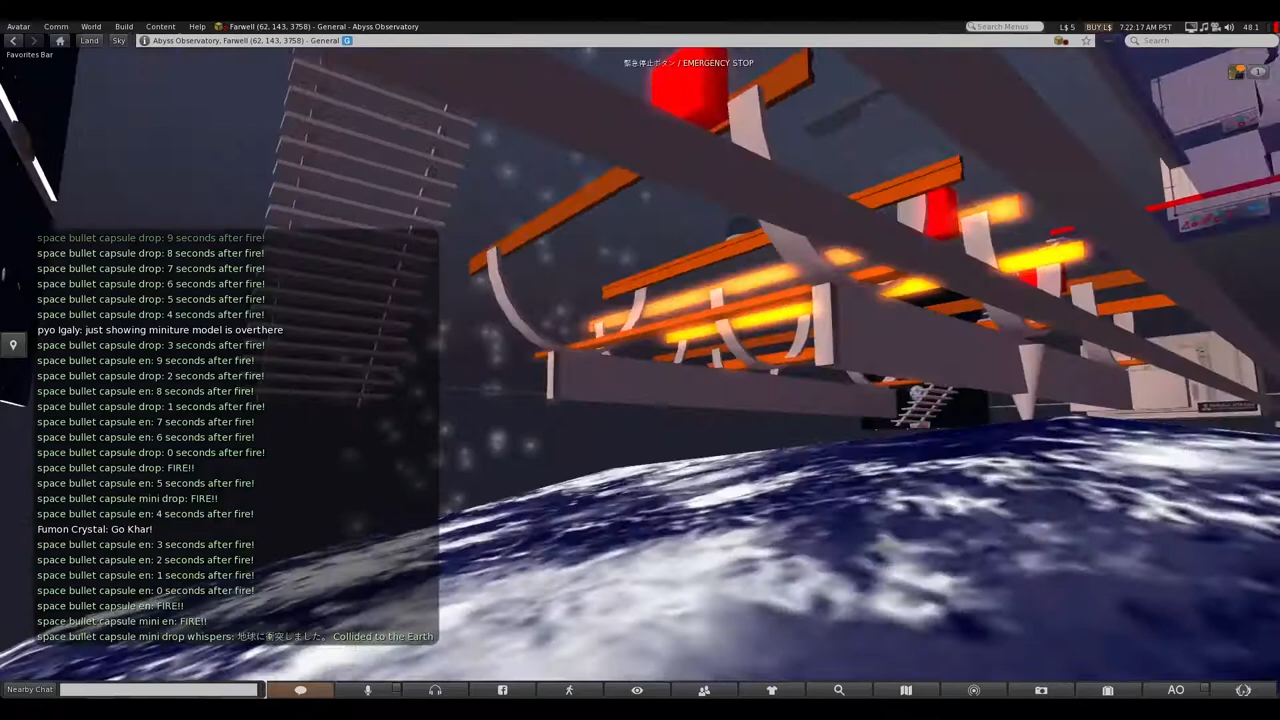 Avatar Comm World Build Content Help Farwell (62, 143, 3758) - General - Abyss Observatory Search Menus L$ 5 BUY L$ 7:22:17 AM PST 48.1
Land Sky Abyss Observatory, Farwell (62, 143, 3758) - General G Search
Favorites Bar
緊急停止ボタン / EMERGENCY STOP
space bullet capsule drop: 9 seconds after fire!
space bullet capsule drop: 8 seconds after fire!
space bullet capsule drop: 7 seconds after fire!
space bullet capsule drop: 6 seconds after fire!
space bullet capsule drop: 5 seconds after fire!
space bullet capsule drop: 4 seconds after fire!
pyo Igaly: just showing miniture model is overthere
space bullet capsule drop: 3 seconds after fire!
space bullet capsule en: 9 seconds after fire!
space bullet capsule drop: 2 seconds after fire!
space bullet capsule en: 8 seconds after fire!
space bullet capsule drop: 1 seconds after fire!
space bullet capsule en: 7 seconds after fire!
space bullet capsule en: 6 seconds after fire!
space bullet capsule drop: 0 seconds after fire!
space bullet capsule drop: FIRE!!
space bullet capsule en: 5 seconds after fire!
space bullet capsule mini drop: FIRE!!
space bullet capsule en: 4 seconds after fire!
Fumon Crystal: Go Khar!
space bullet capsule en: 3 seconds after fire!
space bullet capsule en: 2 seconds after fire!
space bullet capsule en: 1 seconds after fire!
space bullet capsule en: 0 seconds after fire!
space bullet capsule en: FIRE!!
space bullet capsule mini en: FIRE!!
space bullet capsule mini drop whispers: 地球に衝突しました。 Collided to the Earth
Nearby Chat AO